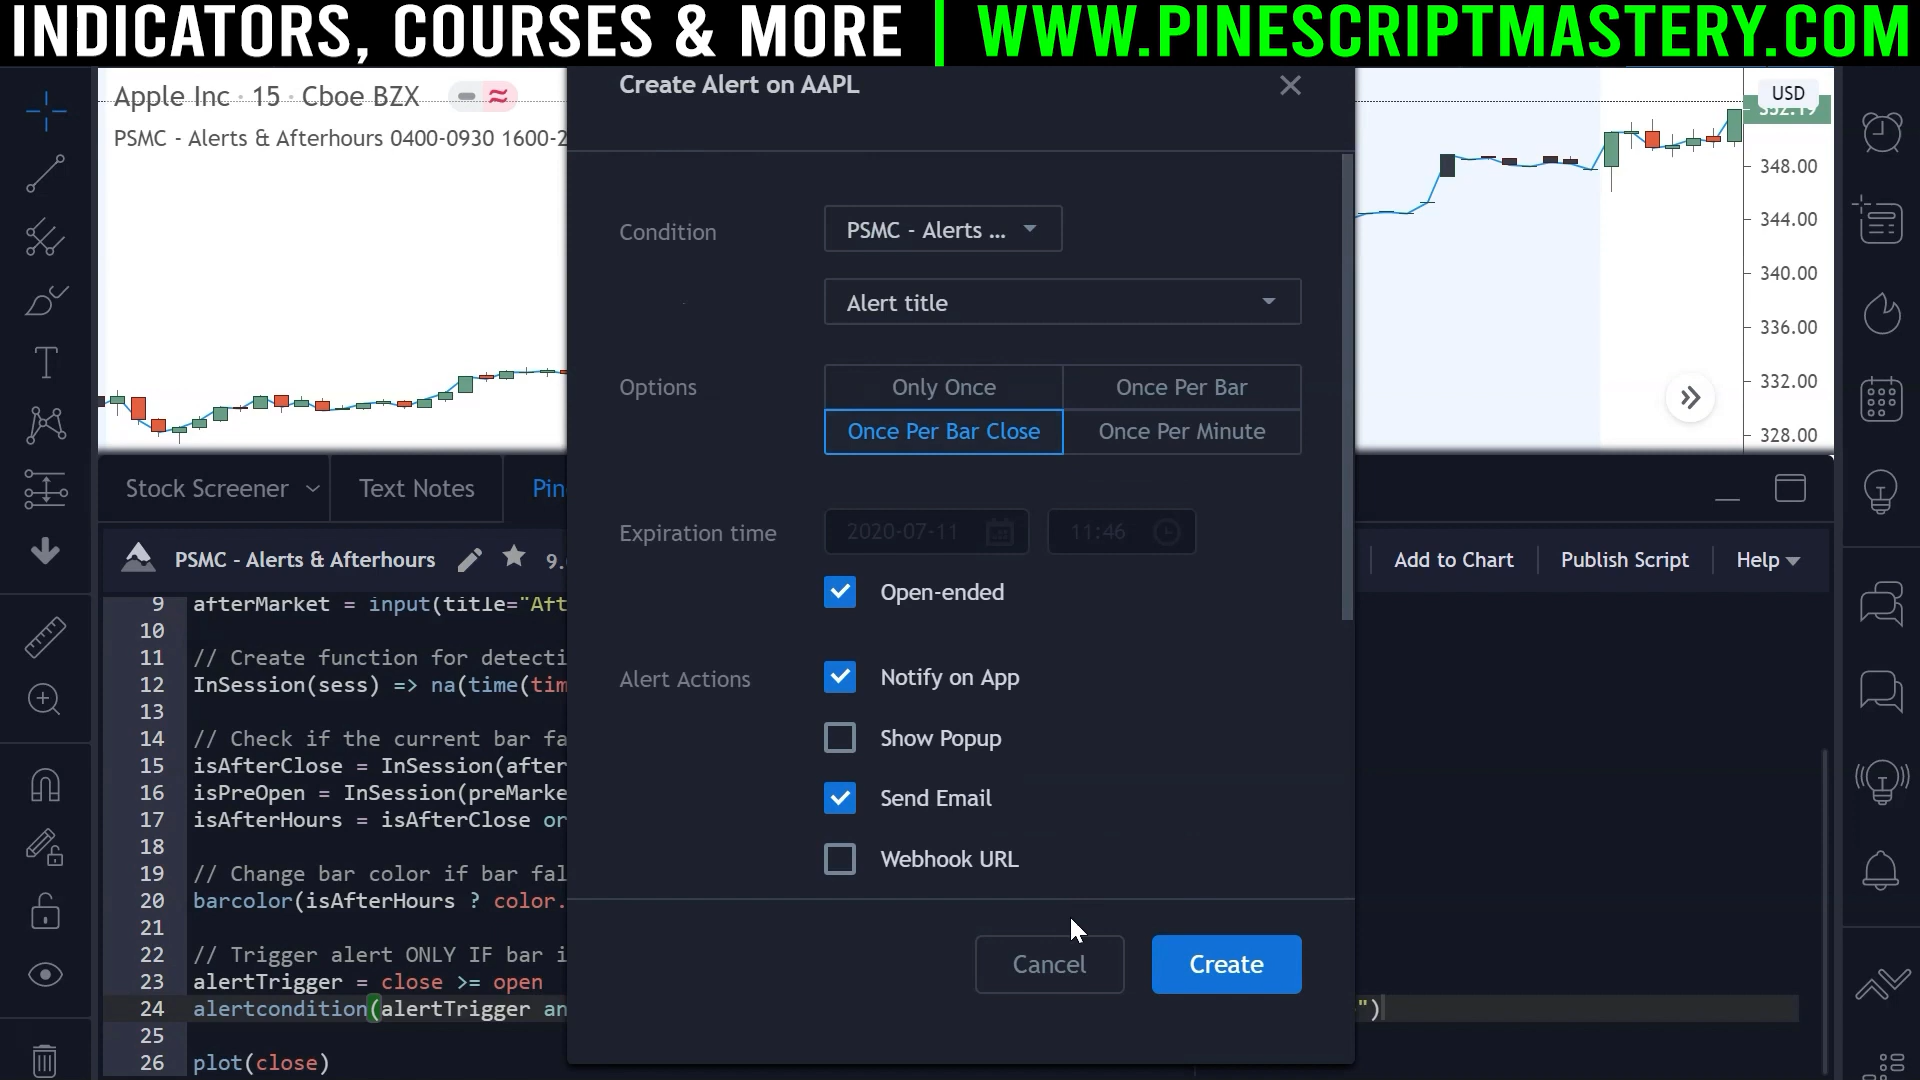 INDICATORS, COURSES & MORE | WWW.PINESCRIPTMASTERY.COM
Apple Inc · 15 · Cboe BZX
PSMC - Alerts & Afterhours 0400-0930 1600-2
Create Alert on AAPL
USD
352.19
348.00
344.00
340.00
336.00
332.00
328.00
Condition
PSMC - Alerts ...
Alert title
Options
Only Once
Once Per Bar
Once Per Bar Close
Once Per Minute
Expiration time
2020-07-11
11:46
Open-ended
Alert Actions
Notify on App
Show Popup
Send Email
Webhook URL
Cancel
Create
Stock Screener
Text Notes
Pin
PSMC - Alerts & Afterhours
9.
Add to Chart
Publish Script
Help
9 afterMarket = input(title="Aft
10
11 // Create function for detecti
12 InSession(sess) => na(time(tim
13
14 // Check if the current bar fa
15 isAfterClose = InSession(after
16 isPreOpen = InSession(preMarke
17 isAfterHours = isAfterClose or
18
19 // Change bar color if bar fal
20 barcolor(isAfterHours ? color.
21
22 // Trigger alert ONLY IF bar i
23 alertTrigger = close >= open
24 alertcondition(alertTrigger an ")
25
26 plot(close)